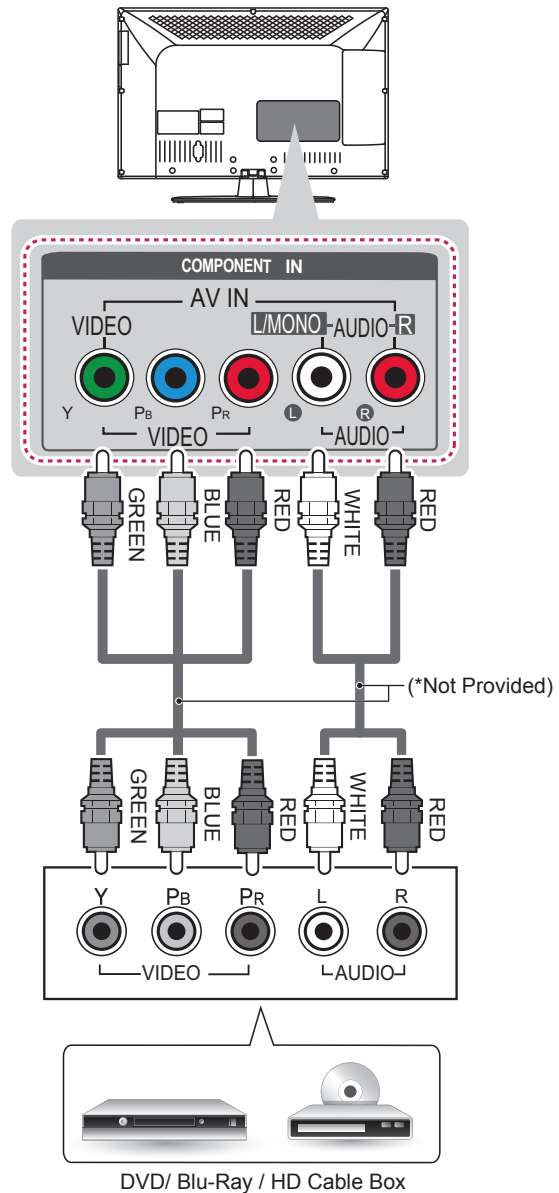 COMPONENT IN
AV IN
VIDEO L/MONO AUDIO R
Y PB PR L R
VIDEO AUDIO
GREEN BLUE RED WHITE RED
(*Not Provided)
GREEN BLUE RED WHITE RED
Y PB PR L R
VIDEO AUDIO
DVD/ Blu-Ray / HD Cable Box